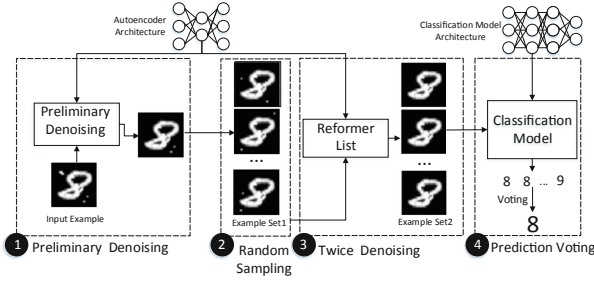 Autoencoder
Architecture
Classification Model
Architecture
Preliminary
Denoising
Input Example
...
Example Set1
Reformer
List
...
Example Set2
Classification
Model
8 8 ... 9
Voting
8
1 Preliminary Denoising
2 Random
Sampling
3 Twice Denoising
4 Prediction Voting